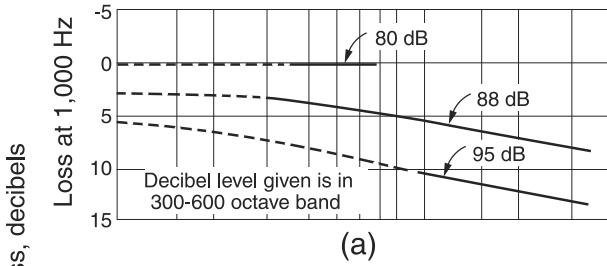 -5
80 dB
0
Loss at 1,000 Hz
88 dB
5
95 dB
10
Decibel level given is in
300-600 octave band
15
decibels
(a)